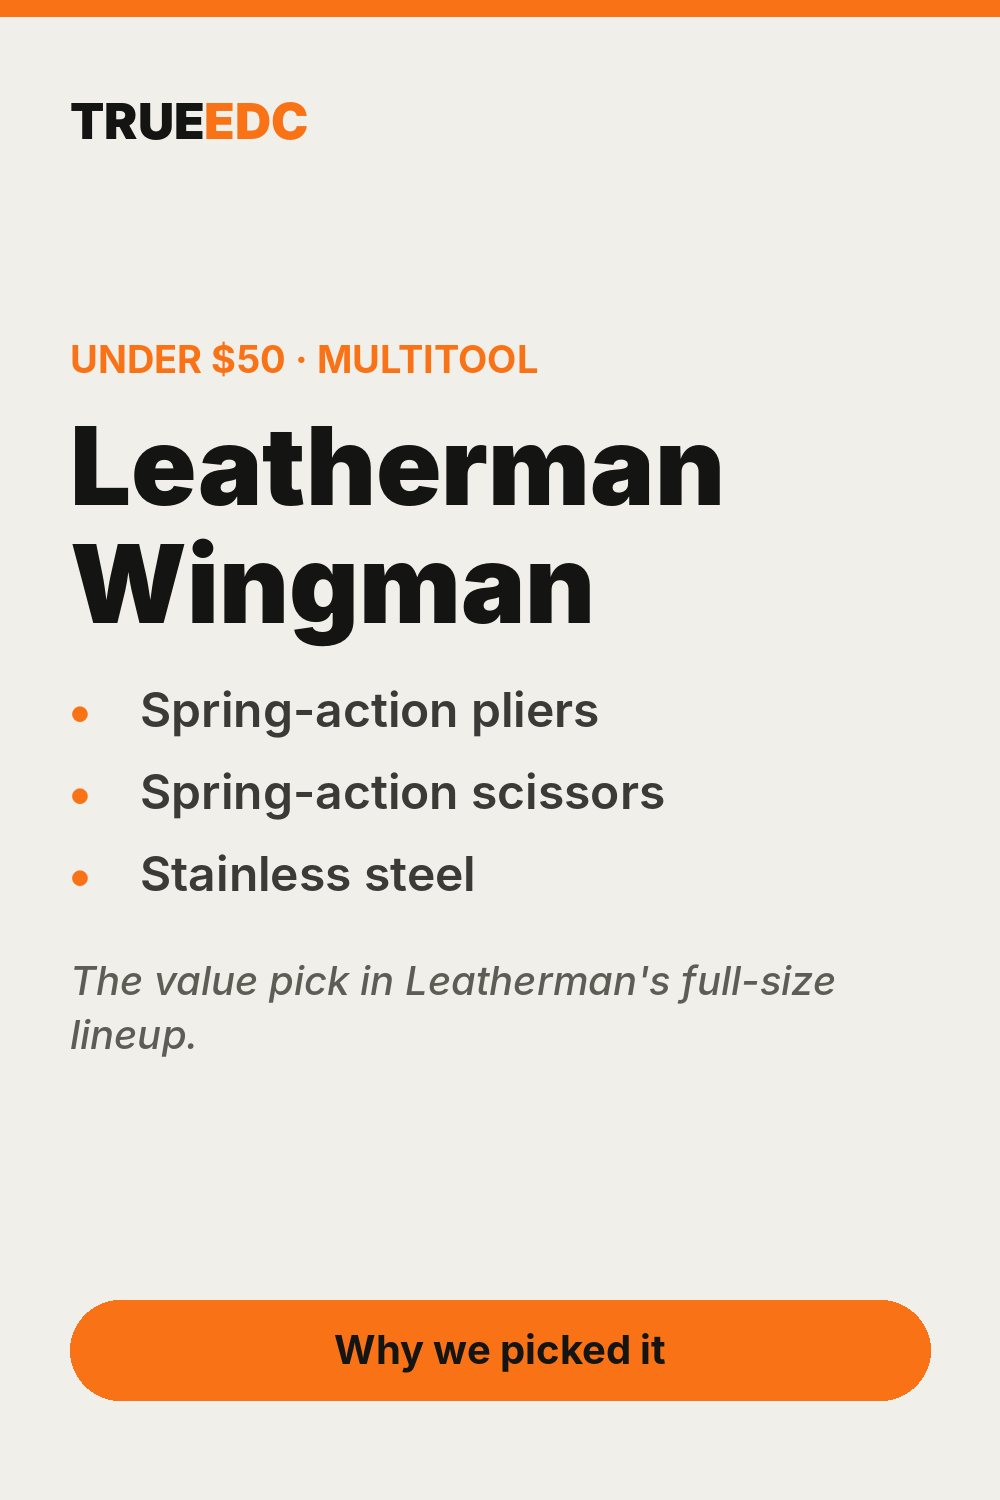 TRUEEDC
UNDER $50 · MULTITOOL
Leatherman
Wingman
• Spring-action pliers
• Spring-action scissors
• Stainless steel
The value pick in Leatherman's full-size
lineup.
Why we picked it